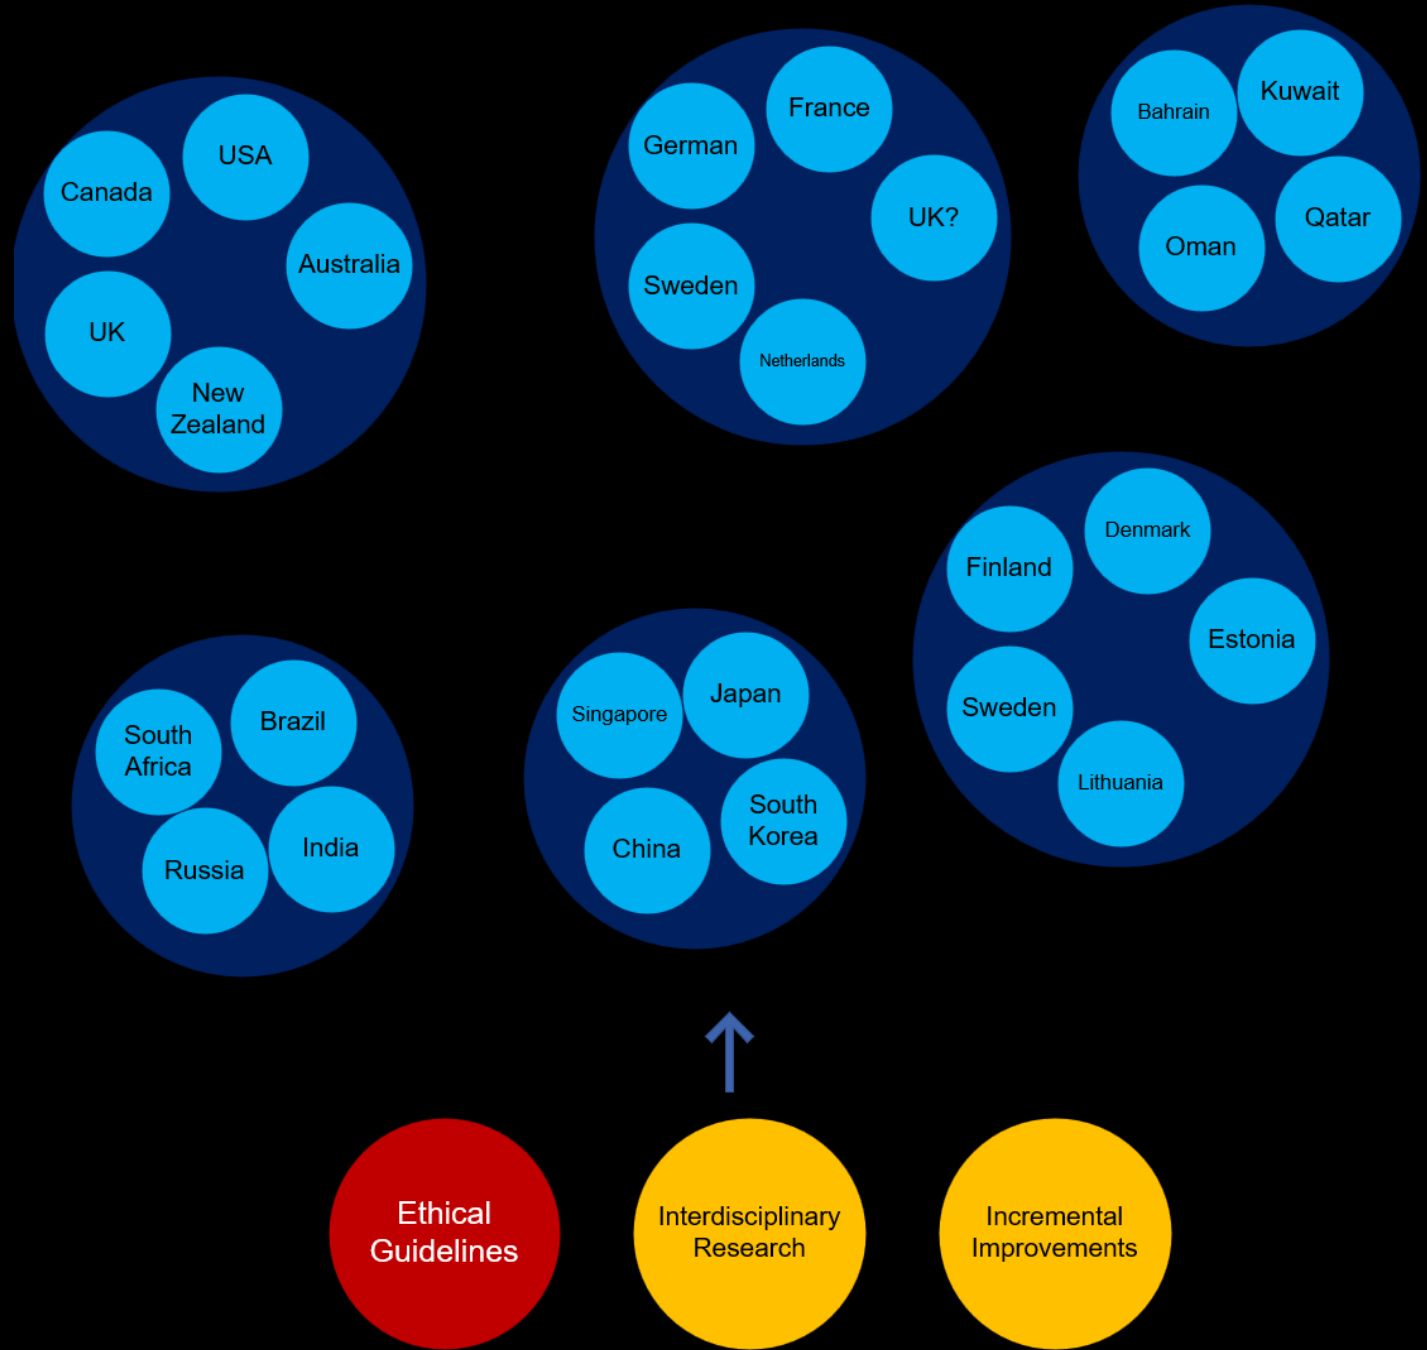 Canada
USA
Australia
UK
New
Zealand
German
France
UK?
Sweden
Netherlands
Bahrain
Kuwait
Oman
Qatar
South
Africa
Brazil
Russia
India
Singapore
Japan
China
South
Korea
Finland
Denmark
Estonia
Sweden
Lithuania
Ethical
Guidelines
Interdisciplinary
Research
Incremental
Improvements